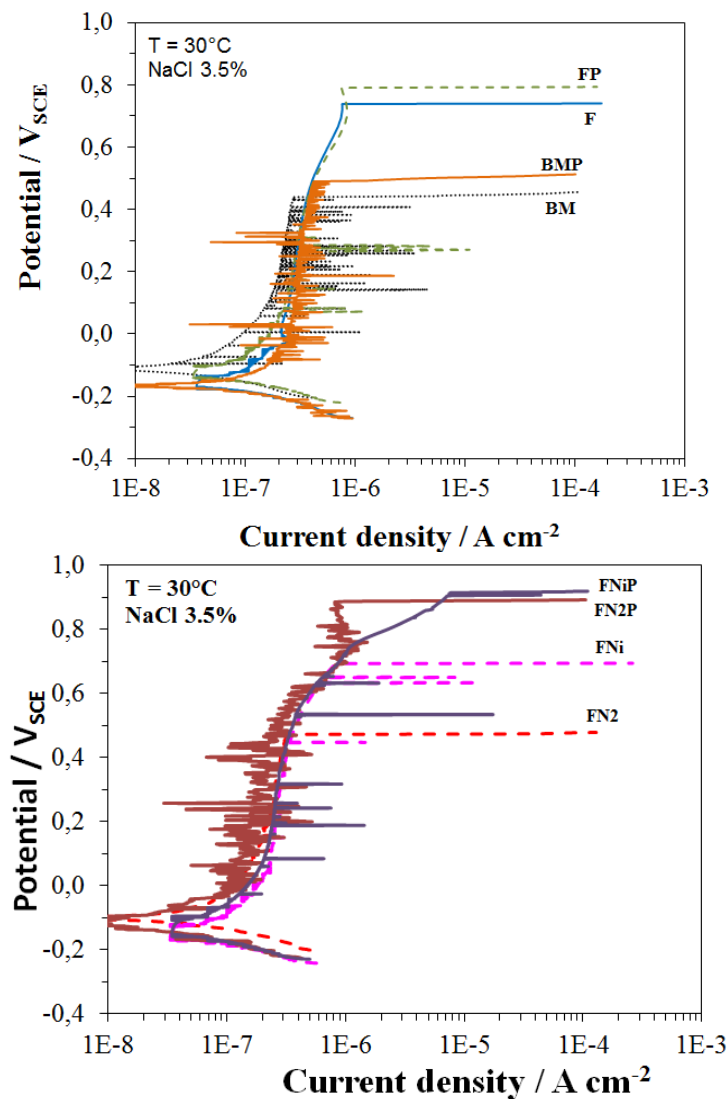 1,0
T = 30°C
NaCl 3.5%
0,8
FP
F
0,6
BMP
0,4
BM
0,2
0,0
-0,2
-0,4
Potential / V_SCE
1E-8 1E-7 1E-6 1E-5 1E-4 1E-3
Current density / A cm⁻²
1,0
T = 30°C
NaCl 3.5%
FNiP
FN2P
0,8
FNi
0,6
FN2
0,4
0,2
0,0
-0,2
-0,4
Potential / V_SCE
1E-8 1E-7 1E-6 1E-5 1E-4 1E-3
Current density / A cm⁻²